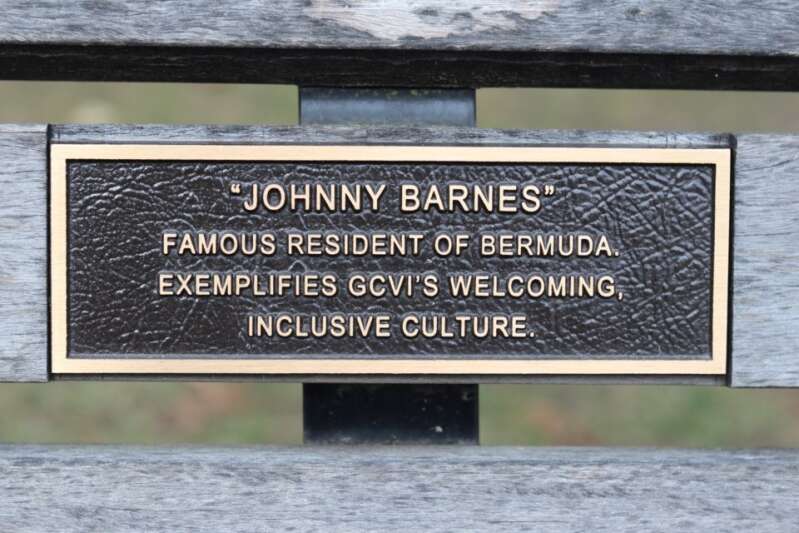 “JOHNNY BARNES”
FAMOUS RESIDENT OF BERMUDA.
EXEMPLIFIES GCVI’S WELCOMING,
INCLUSIVE CULTURE.